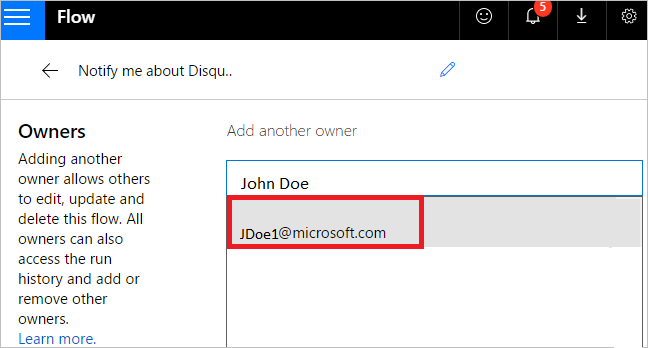 Flow
5
Notify me about Disqu..
Owners
Adding another
owner allows others
to edit, update and
delete this flow. All
owners can also
access the run
history and add or
remove other
owners.
Learn more.
Add another owner
John Doe
JDoe1@microsoft.com